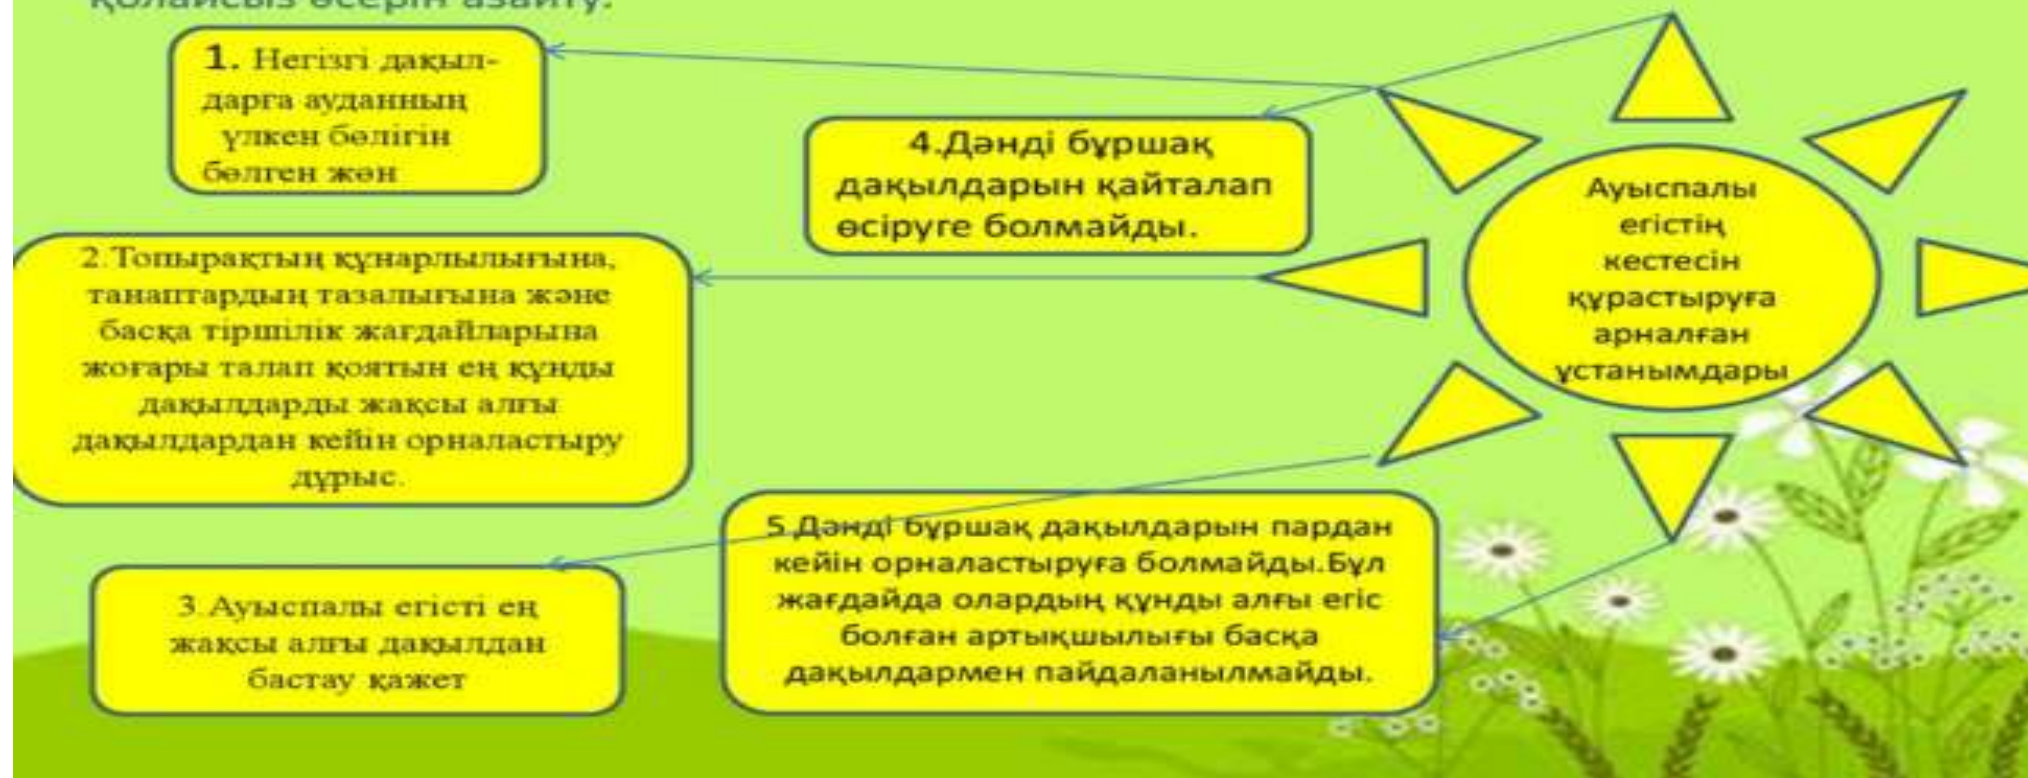 қолайсыз әсерін азайту.
1. Негізгі дақыл-
дарға ауданның
үлкен бөлігін
бөлген жөн
4.Дәнді бұршақ
дақылдарын қайталап
өсіруге болмайды.
2.Топырақтың құнарлылығына,
танаптардың тазалығына және
басқа тіршілік жағдайларына
жоғары талап қоятын ең құнды
дақылдарды жақсы алғы
дақылдардан кейін орналастыру
дұрыс.
3.Ауыспалы егісті ең
жақсы алғы дақылдан
бастау қажет
5.Дәнді бұршақ дақылдарын пардан
кейін орналастыруға болмайды.Бұл
жағдайда олардың құнды алғы егіс
болған артықшылығы басқа
дақылдармен пайдаланылмайды.
Ауыспалы
егістің
кестесін
құрастыруға
арналған
ұстанымдары